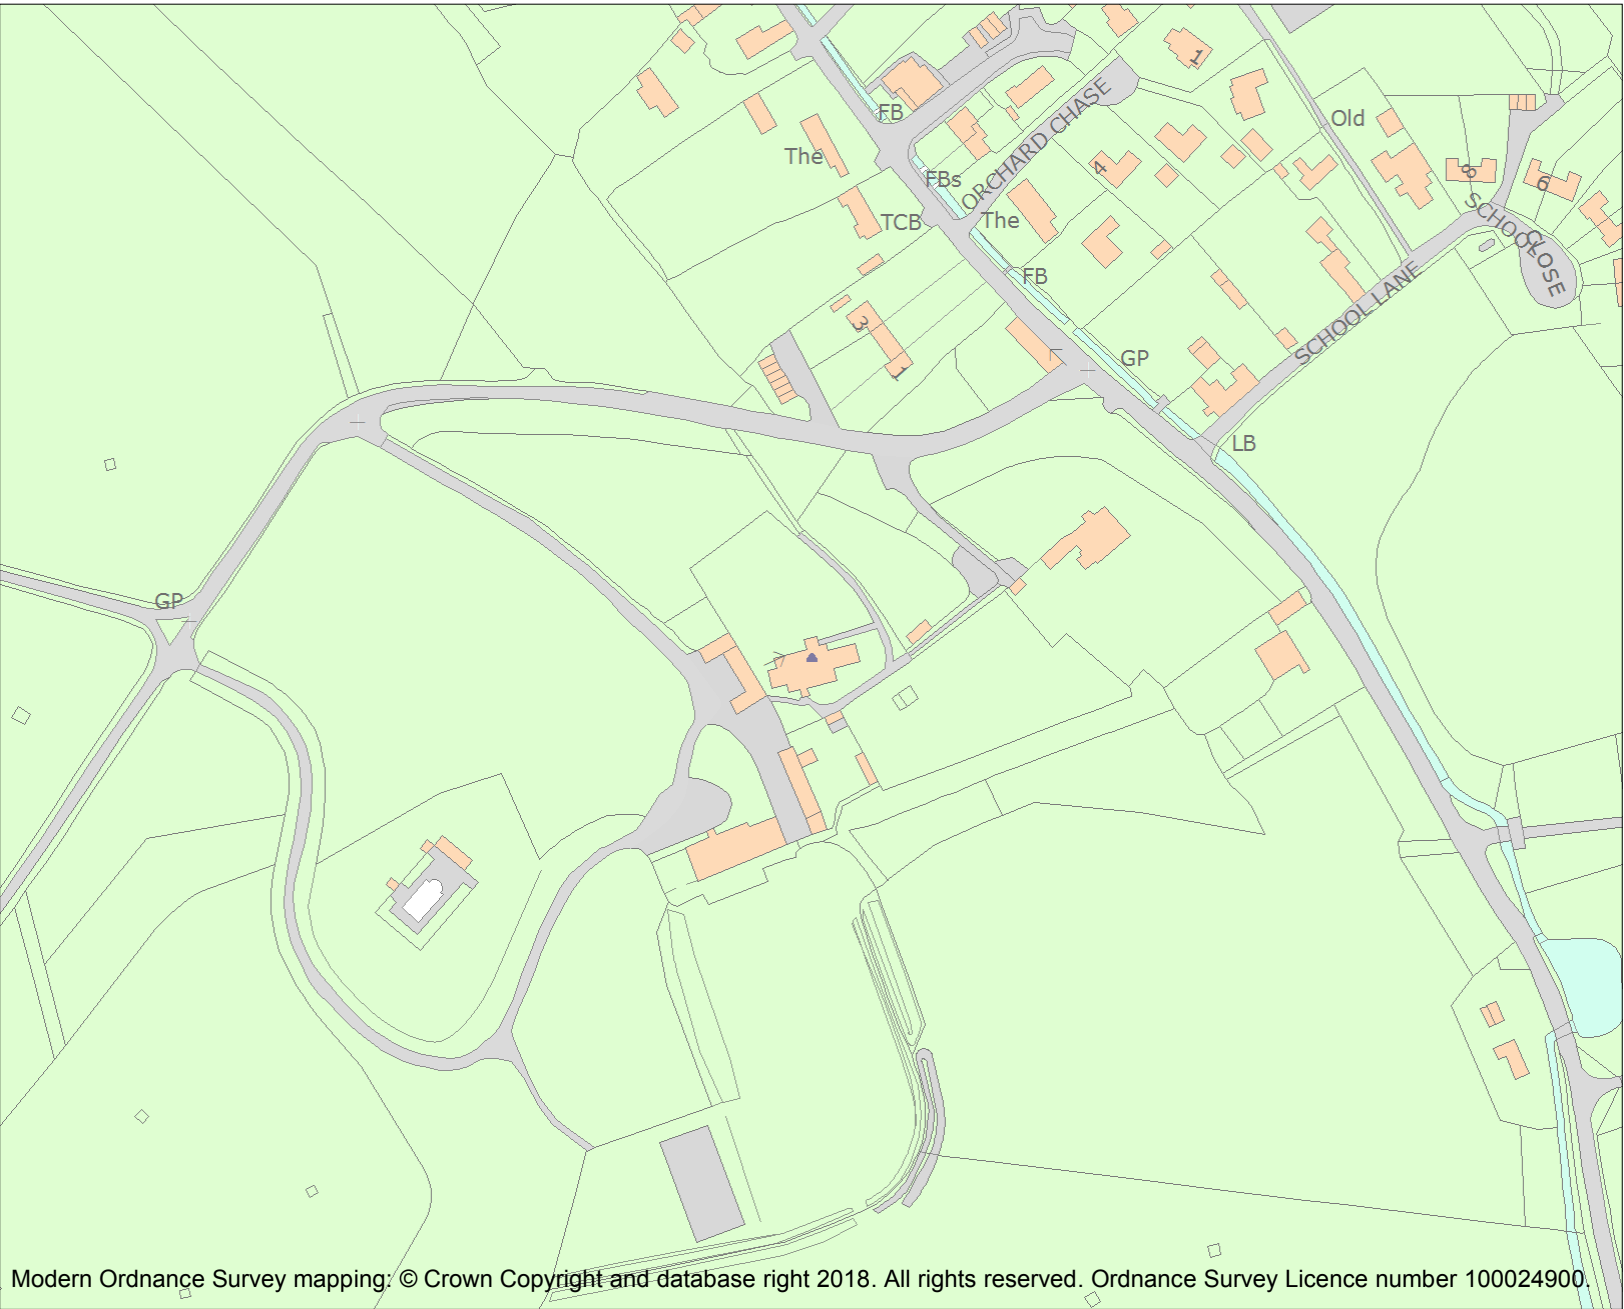 1
Old
FB
ORCHARD CHASE
The
4
8
6
FBs
SCHOOL
CLOSE
TCB
The
FB
SCHOOL LANE
3
1
GP
LB
GP
Modern Ordnance Survey mapping: © Crown Copyright and database right 2018. All rights reserved. Ordnance Survey Licence number 100024900.